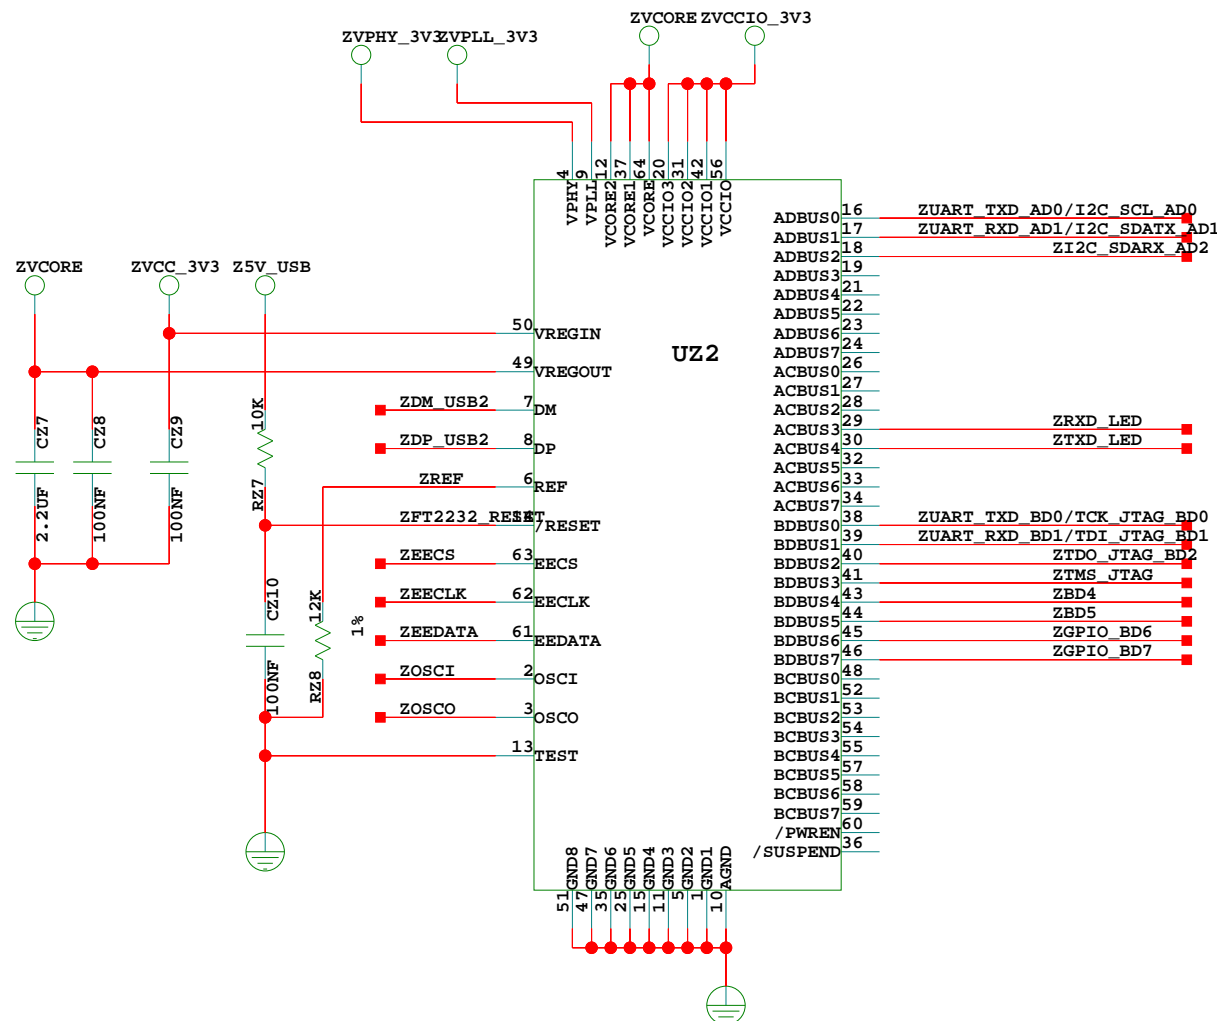 ZVCORE ZVCCIO_3V3
ZVPHY_3V3 ZVPLL_3V3
4 9 12 37 64 20 31 42 56
VPHY VPLL VCORE2 VCORE1 VCORE VCCIO3 VCCIO2 VCCIO1 VCCIO
ZVCORE ZVCC_3V3 Z5V_USB
UZ2
50 VREGIN
49 VREGOUT
ZDM_USB2 7 DM
ZDP_USB2 8 DP
ZREF 6 REF
ZFT2232_RESET 14 /RESET
ZEECS 63 EECS
ZEECLK 62 EECLK
ZEEDATA 61 EEDATA
ZOSCI 2 OSCI
ZOSCO 3 OSCO
13 TEST
CZ7 2.2UF
CZ8 100NF
CZ9 100NF
10K RZ7
CZ10 100NF
12K 1% RZ8
ADBUS0 16 ZUART_TXD_AD0/I2C_SCL_AD0
ADBUS1 17 ZUART_RXD_AD1/I2C_SDATX_AD1
ADBUS2 18 ZI2C_SDARX_AD2
ADBUS3 19
ADBUS4 21
ADBUS5 22
ADBUS6 23
ADBUS7 24
ACBUS0 26
ACBUS1 27
ACBUS2 28
ACBUS3 29 ZRXD_LED
ACBUS4 30 ZTXD_LED
ACBUS5 32
ACBUS6 33
ACBUS7 34
BDBUS0 38 ZUART_TXD_BD0/TCK_JTAG_BD0
BDBUS1 39 ZUART_RXD_BD1/TDI_JTAG_BD1
BDBUS2 40 ZTDO_JTAG_BD2
BDBUS3 41 ZTMS_JTAG
BDBUS4 43 ZBD4
BDBUS5 44 ZBD5
BDBUS6 45 ZGPIO_BD6
BDBUS7 46 ZGPIO_BD7
BCBUS0 48
BCBUS1 52
BCBUS2 53
BCBUS3 54
BCBUS4 55
BCBUS5 57
BCBUS6 58
BCBUS7 59
/PWREN 60
/SUSPEND 36
GND8 GND7 GND6 GND5 GND4 GND3 GND2 GND1 AGND
51 47 35 25 15 11 5 1 10